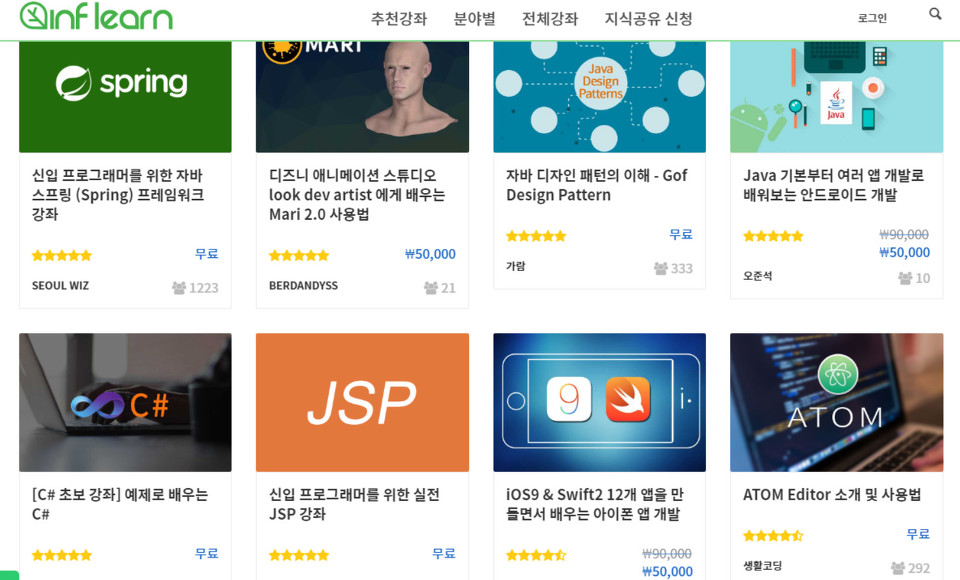 inflearn
추천강좌 분야별 전체강좌 지식공유 신청 로그인
spring
MARI
Java
Design
Patterns
Java
신입 프로그래머를 위한 자바
스프링 (Spring) 프레임워크
강좌
무료
SEOUL WIZ 1223
디즈니 애니메이션 스튜디오
look dev artist 에게 배우는
Mari 2.0 사용법
₩50,000
BERDANDYSS 21
자바 디자인 패턴의 이해 - Gof
Design Pattern
무료
가람 333
Java 기본부터 여러 앱 개발로
배워보는 안드로이드 개발
₩90,000
₩50,000
오준석 10
C#
JSP
9
i
ATOM
[C# 초보 강좌] 예제로 배우는
C#
무료
신입 프로그래머를 위한 실전
JSP 강좌
무료
iOS9 & Swift2 12개 앱을 만
들면서 배우는 아이폰 앱 개발
₩90,000
₩50,000
ATOM Editor 소개 및 사용법
무료
생활코딩 292